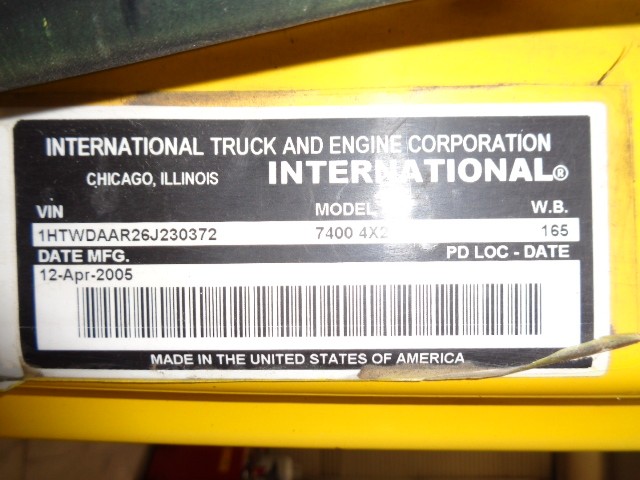 INTERNATIONAL TRUCK AND ENGINE CORPORATION
CHICAGO, ILLINOIS INTERNATIONAL®
VIN MODEL W.B.
1HTWDAAR26J230372 7400 4X2 165
DATE MFG. PD LOC - DATE
12-Apr-2005
MADE IN THE UNITED STATES OF AMERICA